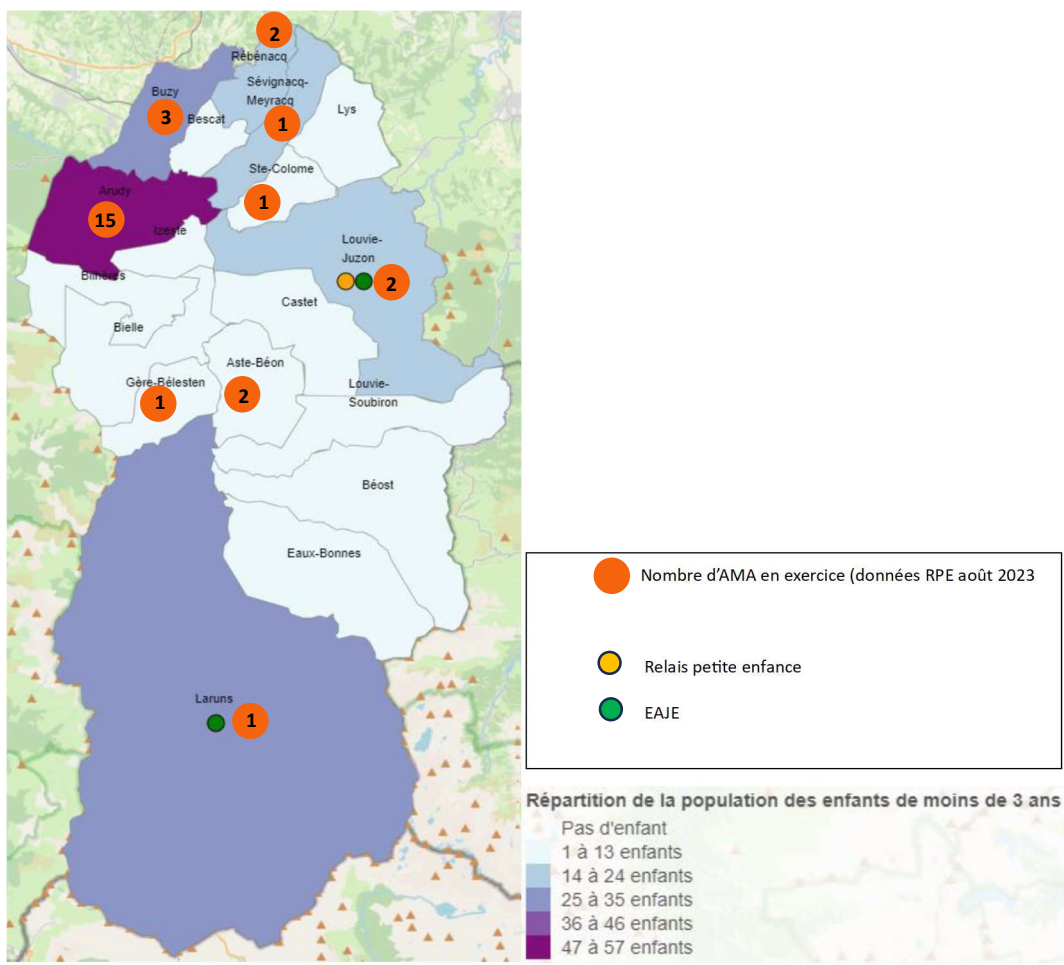 2
Rébénacq
Sévignacq-
Meyracq
Buzy
3
Bescat
1
Lys
Ste-Colome
1
Arudy
15
Izeste
Louvie-
Juzon
2
Bilhères
Castet
Bielle
Aste-Béon
2
Gère-Bélesten
1
Louvie-
Soubiron
Béost
Eaux-Bonnes
Laruns
1
Nombre d'AMA en exercice (données RPE août 2023
Relais petite enfance
EAJE
Répartition de la population des enfants de moins de 3 ans
Pas d'enfant
1 à 13 enfants
14 à 24 enfants
25 à 35 enfants
36 à 46 enfants
47 à 57 enfants